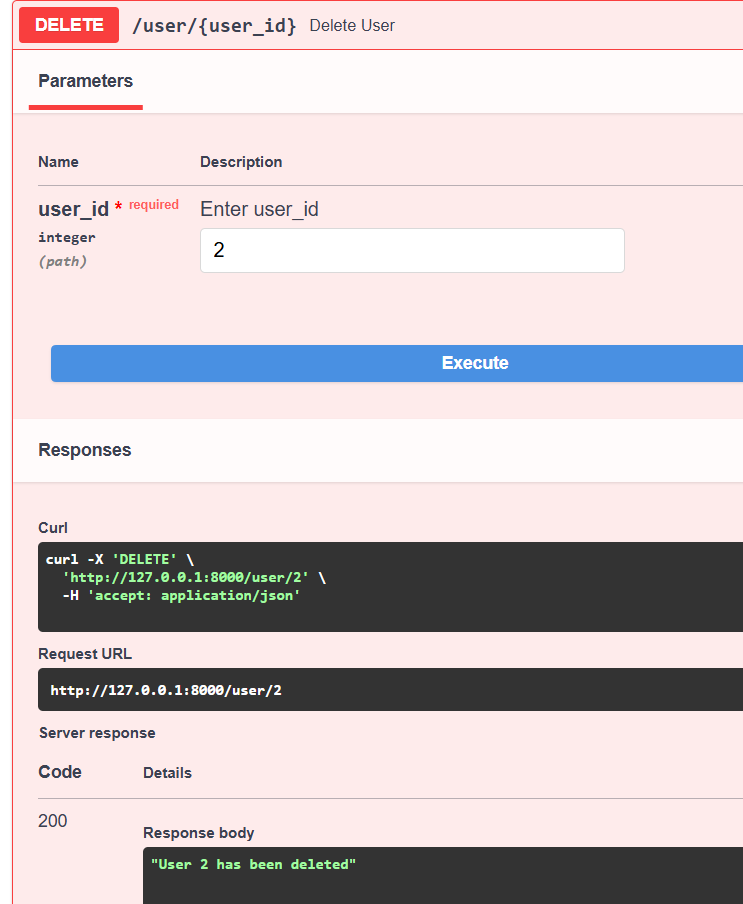 DELETE /user/{user_id} Delete User
Parameters
Name Description
user_id * required Enter user_id
integer 2
(path)
Execute
Responses
Curl
curl -X 'DELETE' \
'http://127.0.0.1:8000/user/2' \
-H 'accept: application/json'
Request URL
http://127.0.0.1:8000/user/2
Server response
Code Details
200
Response body
"User 2 has been deleted"